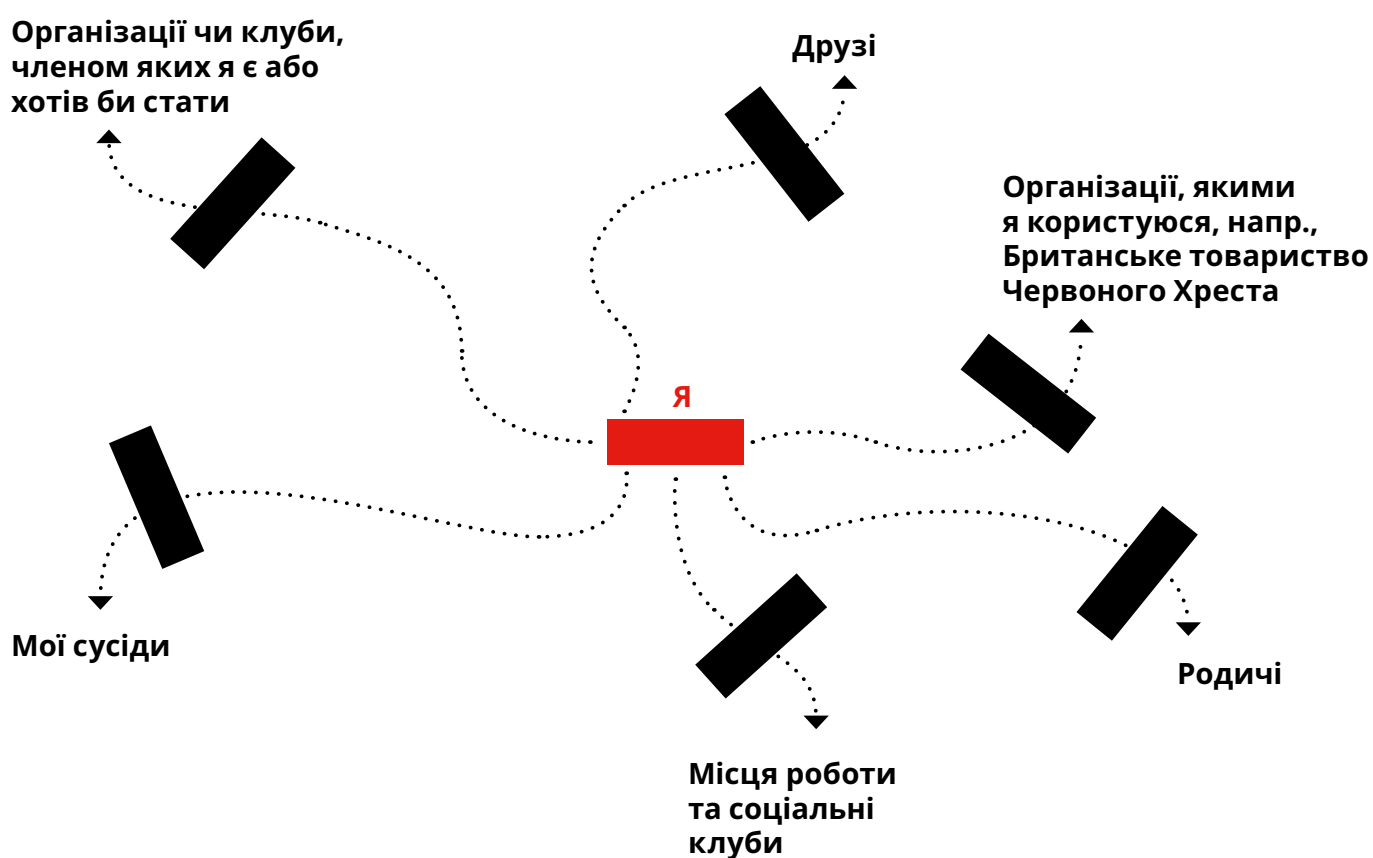 Організації чи клуби,
членом яких я є або
хотів би стати
Друзі
Організації, якими
я користуюся, напр.,
Британське товариство
Червоного Хреста
Я
Мої сусіди
Родичі
Місця роботи
та соціальні
клуби